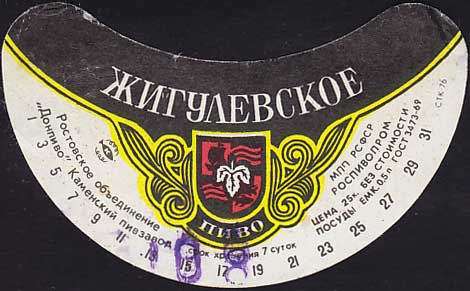 ЖИГУЛЕВСКОЕ
ПИВО
Ростовское объединение
"Донпиво" Каменский пивзавод
МПП РСФСР
РОСПИВОПРОМ
ЦЕНА 25к. БЕЗ СТОИМОСТИ
ПОСУДЫ ЕМК. 0,5 л ГОСТ 3473-69
СТК-76
срок хранения 7 суток
1 3 5 7 9 11 15 17 19 21 23 25 27 29 31